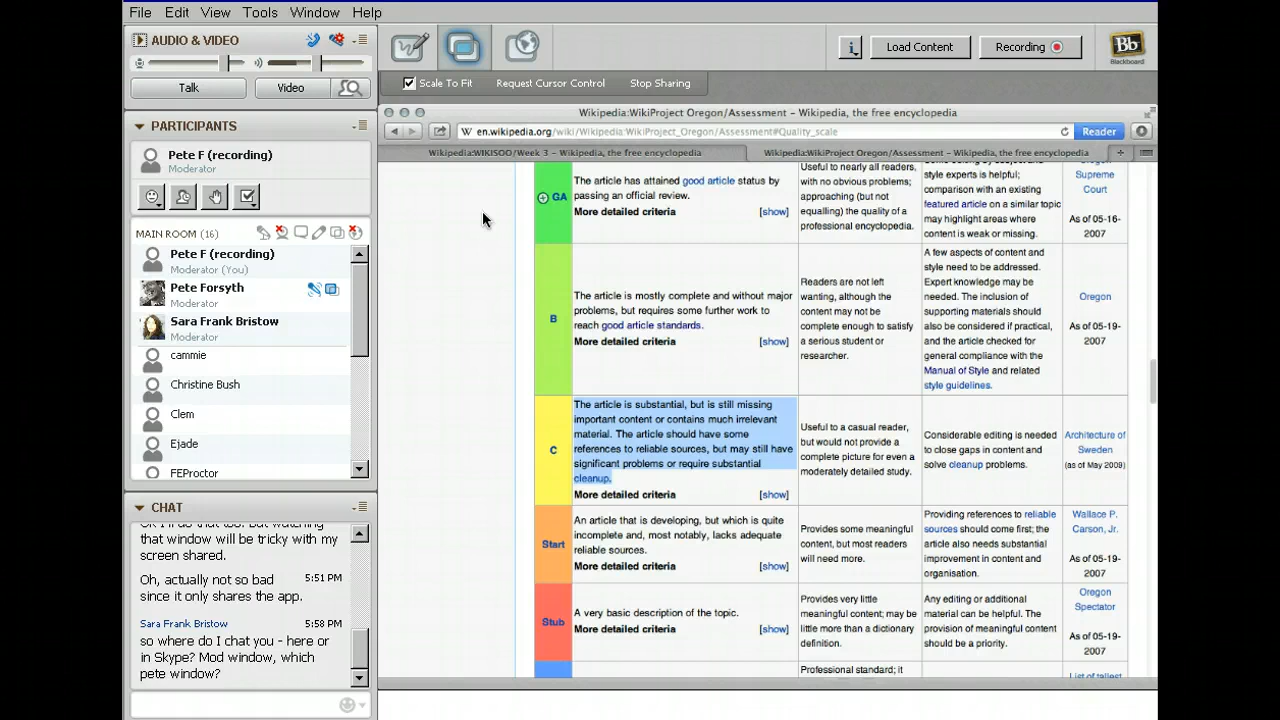 File Edit View Tools Window Help
AUDIO & VIDEO
Talk
Video
PARTICIPANTS
Pete F (recording)
Moderator
MAIN ROOM (16)
Pete F (recording)
Moderator (You)
Pete Forsyth
Moderator
Sara Frank Bristow
Moderator
cammie
Christine Bush
Clem
Ejade
FEProctor
CHAT
that window will be tricky with my
screen shared.
Oh, actually not so bad 5:51 PM
since it only shares the app.
Sara Frank Bristow 5:58 PM
so where do I chat you - here or
in Skype? Mod window, which
pete window?
i
Load Content
Recording
Bb
Blackboard
Scale To Fit Request Cursor Control Stop Sharing
Wikipedia:WikiProject Oregon/Assessment – Wikipedia, the free encyclopedia
W en.wikipedia.org/wiki/Wikipedia:WikiProject_Oregon/Assessment#Quality_scale
Reader
Wikipedia:WIKISOO/Week 3 – Wikipedia, the free encyclopedia
Wikipedia:WikiProject Oregon/Assessment – Wikipedia, the free encyclopedia
GA
The article has attained good article status by
passing an official review.
More detailed criteria [show]
Useful to nearly all readers,
with no obvious problems;
approaching (but not
equalling) the quality of a
professional encyclopedia.
style experts is helpful;
comparison with an existing
featured article on a similar topic
may highlight areas where
content is weak or missing.
Supreme
Court
As of 05-16-
2007
B
The article is mostly complete and without major
problems, but requires some further work to
reach good article standards.
More detailed criteria [show]
Readers are not left
wanting, although the
content may not be
complete enough to satisfy
a serious student or
researcher.
A few aspects of content and
style need to be addressed.
Expert knowledge may be
needed. The inclusion of
supporting materials should
also be considered if practical,
and the article checked for
general compliance with the
Manual of Style and related
style guidelines.
Oregon
As of 05-19-
2007
C
The article is substantial, but is still missing
important content or contains much irrelevant
material. The article should have some
references to reliable sources, but may still have
significant problems or require substantial
cleanup.
More detailed criteria [show]
Useful to a casual reader,
but would not provide a
complete picture for even a
moderately detailed study.
Considerable editing is needed
to close gaps in content and
solve cleanup problems.
Architecture of
Sweden
(as of May 2009)
Start
An article that is developing, but which is quite
incomplete and, most notably, lacks adequate
reliable sources.
More detailed criteria [show]
Provides some meaningful
content, but most readers
will need more.
Providing references to reliable
sources should come first; the
article also needs substantial
improvement in content and
organisation.
Wallace P.
Carson, Jr.
As of 05-19-
2007
Stub
A very basic description of the topic.
More detailed criteria [show]
Provides very little
meaningful content; may be
little more than a dictionary
definition.
Any editing or additional
material can be helpful. The
provision of meaningful content
should be a priority.
Oregon
Spectator
As of 05-19-
2007
Professional standard; it
List of tallest